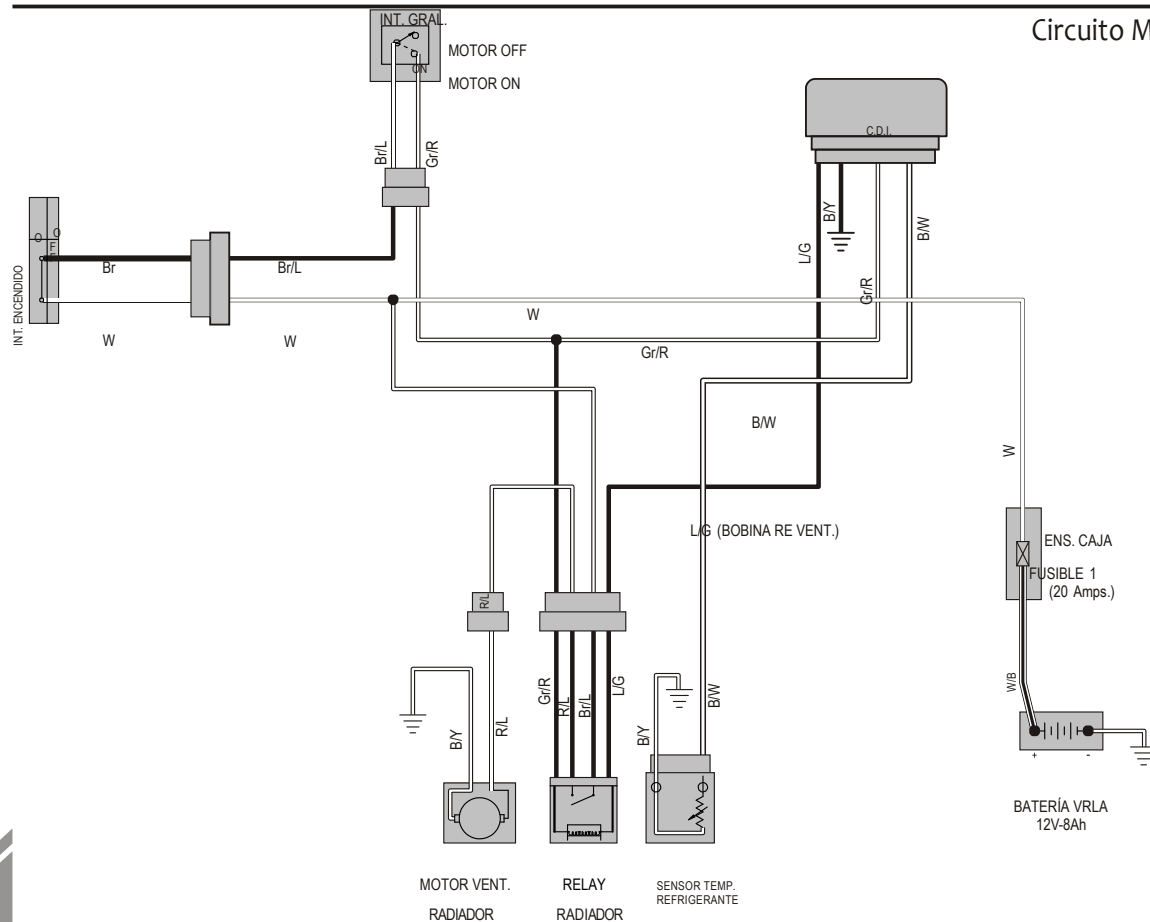 Circuito M
INT. GRAL.
MOTOR OFF
ON
MOTOR ON
C.D.I.
Br/L
Gr/R
B/Y
B/W
L/G
O
O
F
INT. ENCENDIDO
Br
Br/L
Gr/R
W
W
W
Gr/R
B/W
W
L/G (BOBINA RE VENT.)
ENS. CAJA
FUSIBLE 1
(20 Amps.)
R/L
Gr/R
R/L
Br/L
L/G
B/W
B/Y
R/L
B/Y
W/B
+
-
BATERÍA VRLA
12V-8Ah
MOTOR VENT.
RADIADOR
RELAY
RADIADOR
SENSOR TEMP.
REFRIGERANTE